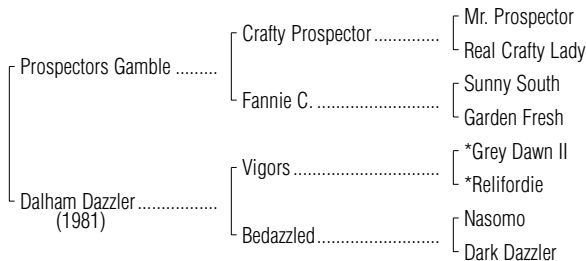 Mr. Prospector
Crafty Prospector ..............
Real Crafty Lady
Prospectors Gamble .........
Sunny South
Fannie C. ..........................
Garden Fresh
*Grey Dawn II
Vigors ................................
*Relifordie
Dalham Dazzler .................
(1981)
Nasomo
Bedazzled ...........................
Dark Dazzler